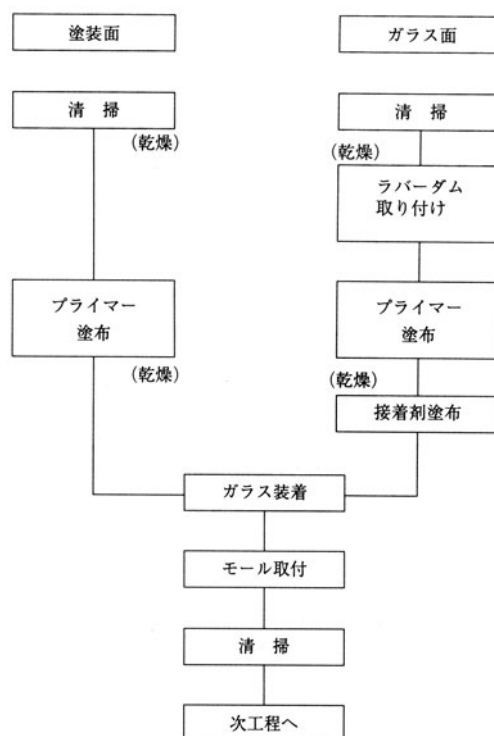 塗装面
ガラス面
清 掃
清 掃
(乾燥)
(乾燥)
ラバーダム
取り付け
プライマー
塗布
プライマー
塗布
(乾燥)
(乾燥)
接着剤塗布
ガラス装着
モール取付
清 掃
次工程へ